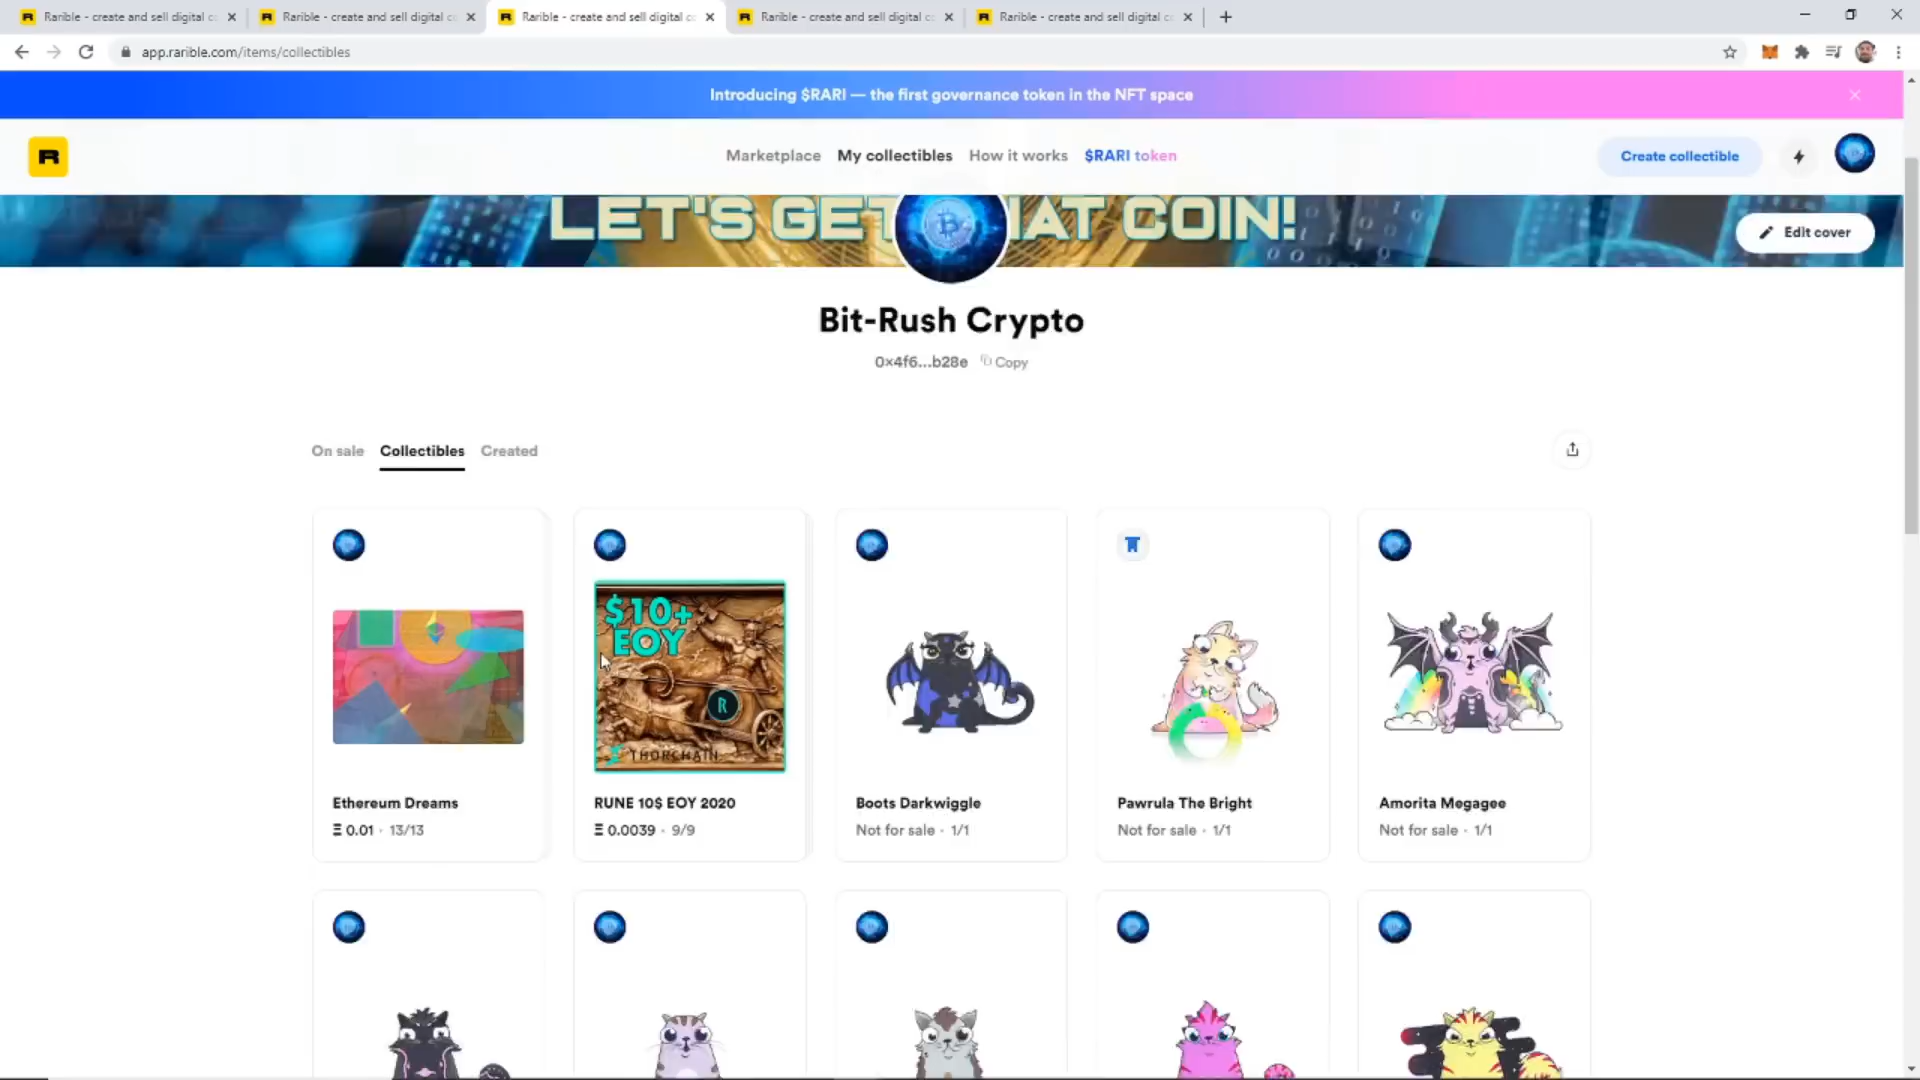 Rarible - create and sell digital c
Rarible - create and sell digital c
Rarible - create and sell digital c
Rarible - create and sell digital c
Rarible - create and sell digital c
app.rarible.com/items/collectibles
Introducing $RARI — the first governance token in the NFT space
R
Marketplace
My collectibles
How it works
$RARI token
Create collectible
LET'S GET HAT COIN!
Edit cover
Bit-Rush Crypto
0x4f6...b28e
Copy
On sale
Collectibles
Created
$10+
EOY
R
THORCHAIN
Ethereum Dreams
RUNE 10$ EOY 2020
Boots Darkwiggle
Pawrula The Bright
Amorita Megagee
Ξ 0.01 · 13/13
Ξ 0.0039 · 9/9
Not for sale · 1/1
Not for sale · 1/1
Not for sale · 1/1